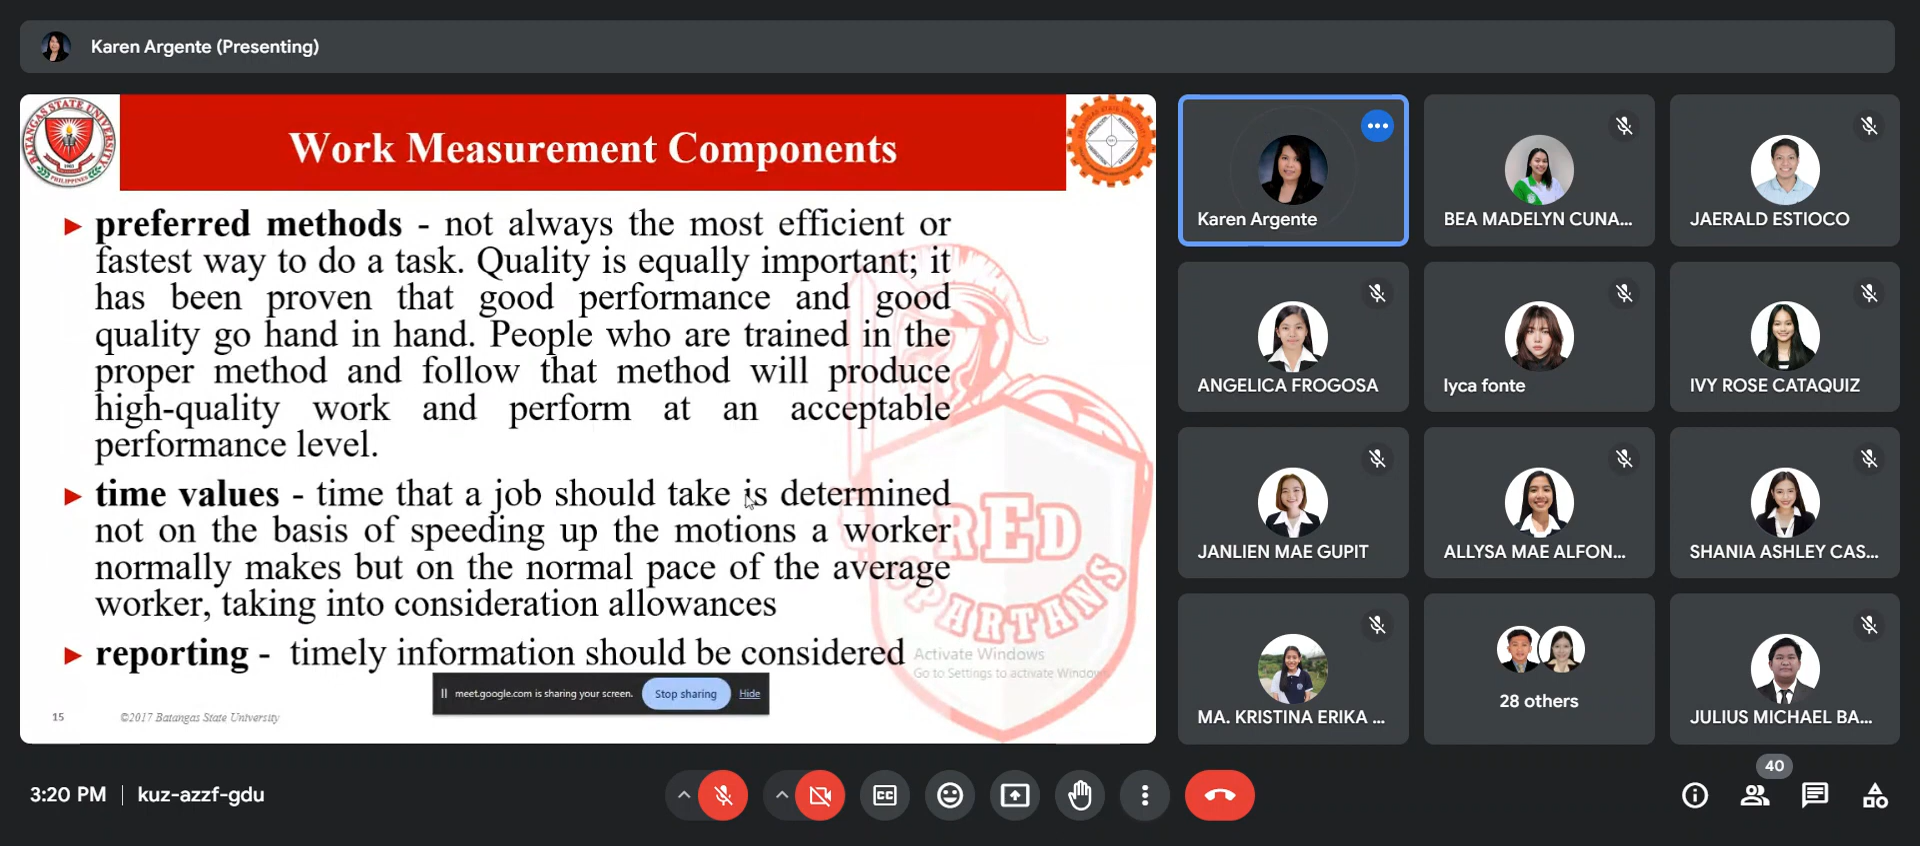 Karen Argente (Presenting)
BATANGAS STATE UNIVERSITY
PHILIPPINES
Work Measurement Components
preferred methods - not always the most efficient or
fastest way to do a task. Quality is equally important; it
has been proven that good performance and good
quality go hand in hand. People who are trained in the
proper method and follow that method will produce
high-quality work and perform at an acceptable
performance level.
time values - time that a job should take is determined
not on the basis of speeding up the motions a worker
normally makes but on the normal pace of the average
worker, taking into consideration allowances
reporting - timely information should be considered
RED
SPARTANS
Activate Windows
Go to Settings to activate Windows
meet.google.com is sharing your screen.
Stop sharing
Hide
15
©2017 Batangas State University
Karen Argente
BEA MADELYN CUNA...
JAERALD ESTIOCO
ANGELICA FROGOSA
lyca fonte
IVY ROSE CATAQUIZ
JANLIEN MAE GUPIT
ALLYSA MAE ALFON...
SHANIA ASHLEY CAS...
MA. KRISTINA ERIKA ...
28 others
JULIUS MICHAEL BA...
3:20 PM | kuz-azzf-gdu
CC
40